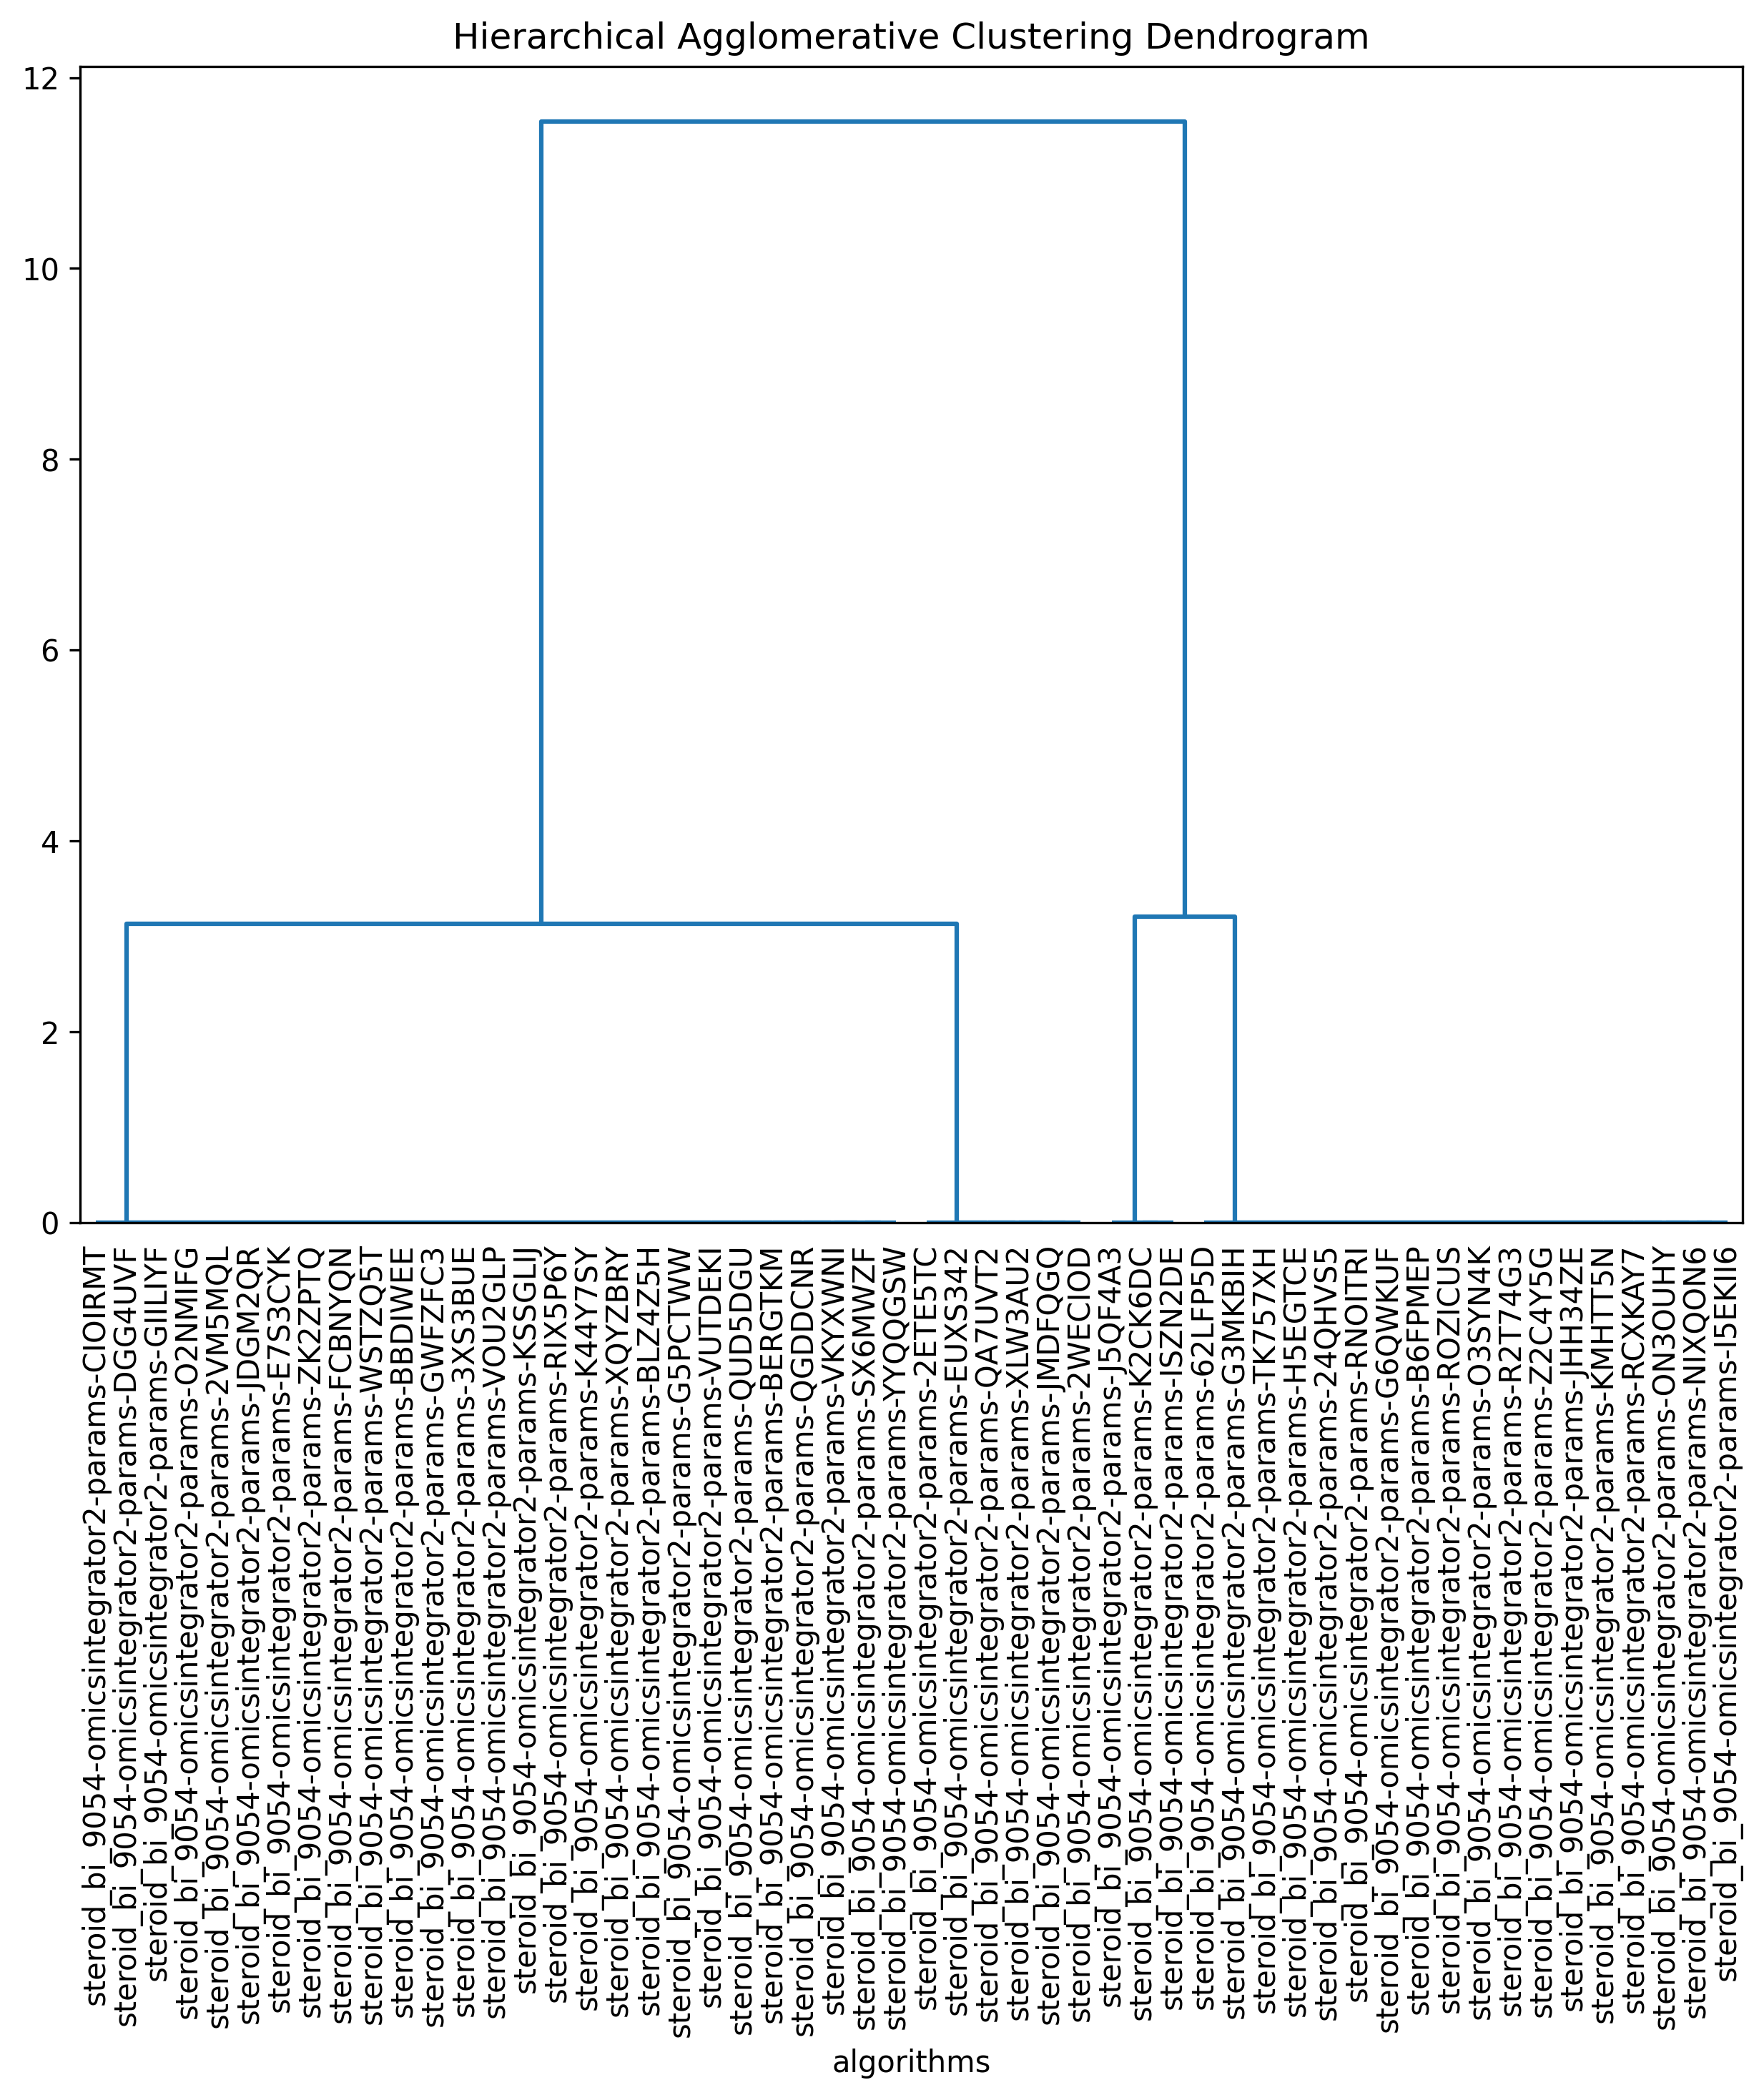 Hierarchical Agglomerative Clustering Dendrogram
12
10
8
6
4
2
0
steroid_bi_9054-omicsintegrator2-params-CIOIRMT
steroid_bi_9054-omicsintegrator2-params-DGG4UVF
steroid_bi_9054-omicsintegrator2-params-GIILIYF
steroid_bi_9054-omicsintegrator2-params-O2NMIFG
steroid_bi_9054-omicsintegrator2-params-2VM5MQL
steroid_bi_9054-omicsintegrator2-params-JDGM2QR
steroid_bi_9054-omicsintegrator2-params-E7S3CYK
steroid_bi_9054-omicsintegrator2-params-ZK2ZPTQ
steroid_bi_9054-omicsintegrator2-params-FCBNYQN
steroid_bi_9054-omicsintegrator2-params-WSTZQ5T
steroid_bi_9054-omicsintegrator2-params-BBDIWEE
steroid_bi_9054-omicsintegrator2-params-GWFZFC3
steroid_bi_9054-omicsintegrator2-params-3XS3BUE
steroid_bi_9054-omicsintegrator2-params-VOU2GLP
steroid_bi_9054-omicsintegrator2-params-KSSGLIJ
steroid_bi_9054-omicsintegrator2-params-RIX5P6Y
steroid_bi_9054-omicsintegrator2-params-K44Y7SY
steroid_bi_9054-omicsintegrator2-params-XQYZBRY
steroid_bi_9054-omicsintegrator2-params-BLZ4Z5H
steroid_bi_9054-omicsintegrator2-params-G5PCTWW
steroid_bi_9054-omicsintegrator2-params-VUTDEKI
steroid_bi_9054-omicsintegrator2-params-QUD5DGU
steroid_bi_9054-omicsintegrator2-params-BERGTKM
steroid_bi_9054-omicsintegrator2-params-QGDDCNR
steroid_bi_9054-omicsintegrator2-params-VKYXWNI
steroid_bi_9054-omicsintegrator2-params-SX6MWZF
steroid_bi_9054-omicsintegrator2-params-YYQQGSW
steroid_bi_9054-omicsintegrator2-params-2ETE5TC
steroid_bi_9054-omicsintegrator2-params-EUXS342
steroid_bi_9054-omicsintegrator2-params-QA7UVT2
steroid_bi_9054-omicsintegrator2-params-XLW3AU2
steroid_bi_9054-omicsintegrator2-params-JMDFQGQ
steroid_bi_9054-omicsintegrator2-params-2WECIOD
steroid_bi_9054-omicsintegrator2-params-J5QF4A3
steroid_bi_9054-omicsintegrator2-params-K2CK6DC
steroid_bi_9054-omicsintegrator2-params-ISZN2DE
steroid_bi_9054-omicsintegrator2-params-62LFP5D
steroid_bi_9054-omicsintegrator2-params-G3MKBIH
steroid_bi_9054-omicsintegrator2-params-TK757XH
steroid_bi_9054-omicsintegrator2-params-H5EGTCE
steroid_bi_9054-omicsintegrator2-params-24QHVS5
steroid_bi_9054-omicsintegrator2-params-RNOITRI
steroid_bi_9054-omicsintegrator2-params-G6QWKUF
steroid_bi_9054-omicsintegrator2-params-B6FPMEP
steroid_bi_9054-omicsintegrator2-params-ROZICUS
steroid_bi_9054-omicsintegrator2-params-O3SYN4K
steroid_bi_9054-omicsintegrator2-params-R2T74G3
steroid_bi_9054-omicsintegrator2-params-Z2C4Y5G
steroid_bi_9054-omicsintegrator2-params-JHH34ZE
steroid_bi_9054-omicsintegrator2-params-KMHTT5N
steroid_bi_9054-omicsintegrator2-params-RCXKAY7
steroid_bi_9054-omicsintegrator2-params-ON3OUHY
steroid_bi_9054-omicsintegrator2-params-NIXQON6
steroid_bi_9054-omicsintegrator2-params-I5EKII6
algorithms